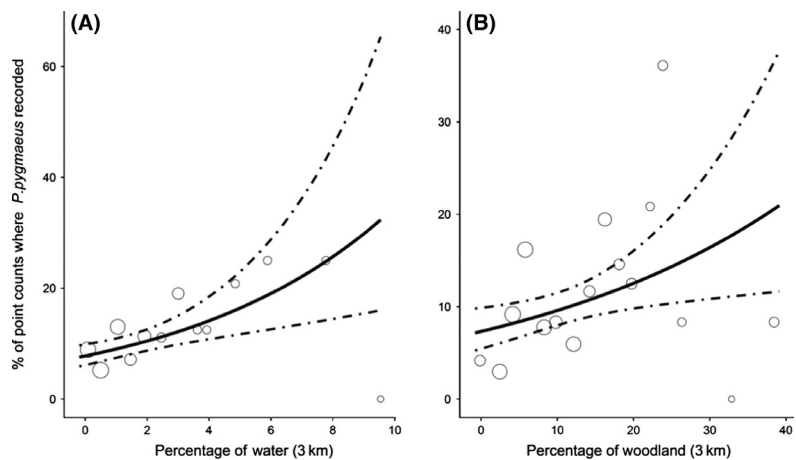 (A)
(B)
% of point counts where P.pygmaeus recorded
60
40
20
0
0 2 4 6 8 10
Percentage of water (3 km)
40
30
20
10
0
0 10 20 30 40
Percentage of woodland (3 km)